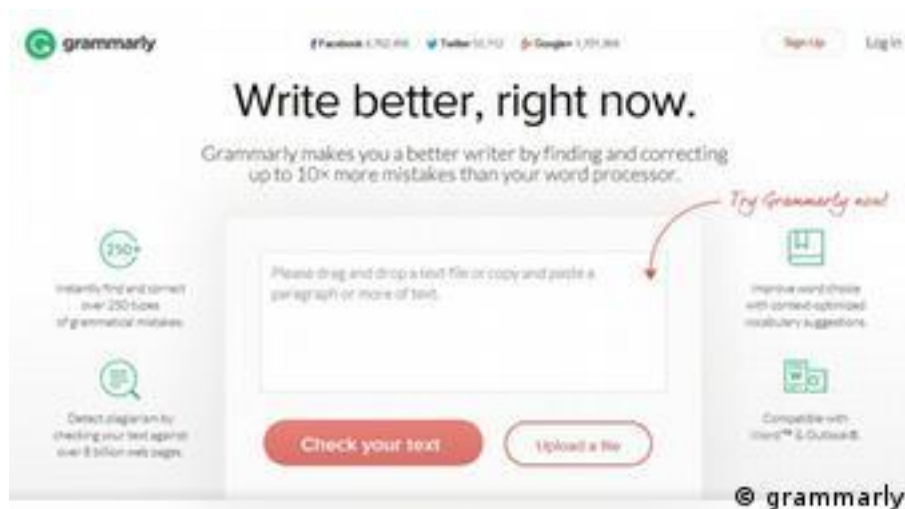 grammarly
Facebook
Twitter
Google+
Sign Up
Log in
Write better, right now.
Grammarly makes you a better writer by finding and correcting
up to 10× more mistakes than your word processor.
Try Grammarly now!
250+
Instantly find and correct
over 250 types
of grammatical mistakes.
Please drag and drop a text file or copy and paste a
paragraph or more of text.
Improve word choice
with context-optimized
vocabulary suggestions.
Detect plagiarism by
checking your text against
over 8 billion web pages.
W
Compatible with
Word™ & Outlook®.
Check your text
Upload a file
© grammarly